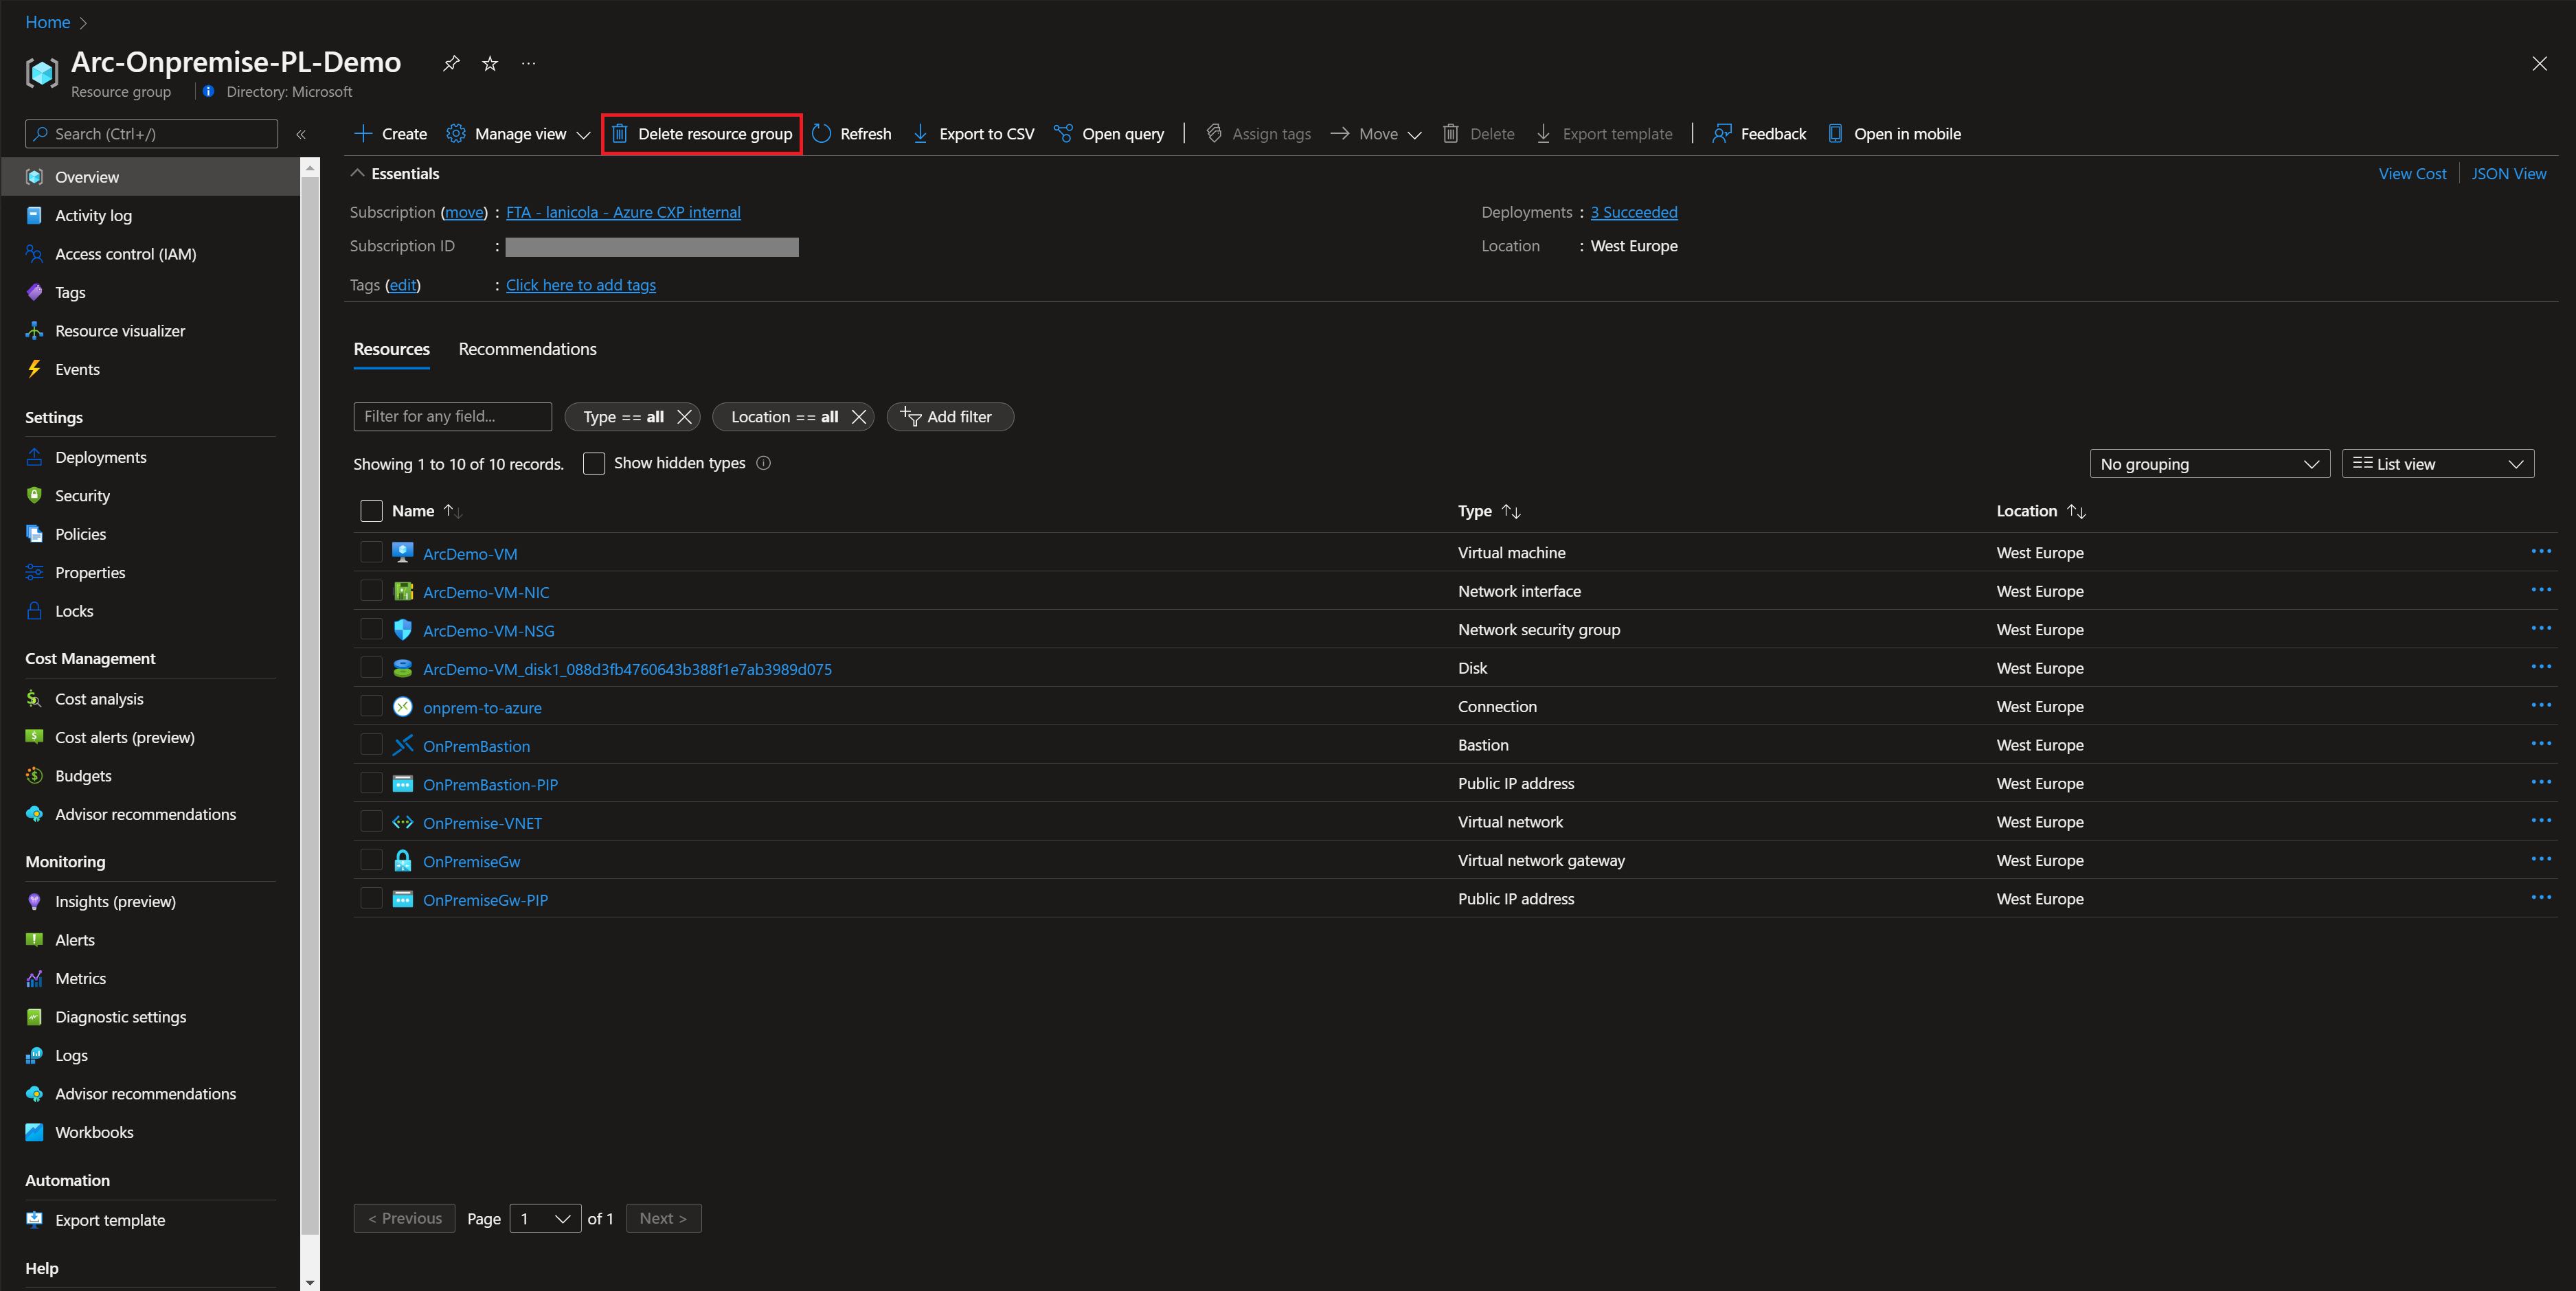 Home
Arc-Onpremise-PL-Demo
Resource group
Directory: Microsoft
Search (Ctrl+/)
Create
Manage view
Delete resource group
Refresh
Export to CSV
Open query
Assign tags
Move
Delete
Export template
Feedback
Open in mobile
Overview
Activity log
Access control (IAM)
Tags
Resource visualizer
Events
Settings
Deployments
Security
Policies
Properties
Locks
Cost Management
Cost analysis
Cost alerts (preview)
Budgets
Advisor recommendations
Monitoring
Insights (preview)
Alerts
Metrics
Diagnostic settings
Logs
Advisor recommendations
Workbooks
Automation
Export template
Help
Essentials
View Cost
JSON View
Subscription (move) : FTA - lanicola - Azure CXP internal
Deployments : 3 Succeeded
Subscription ID :
Location : West Europe
Tags (edit) : Click here to add tags
Resources
Recommendations
Filter for any field...
Type == all
Location == all
Add filter
Showing 1 to 10 of 10 records.
Show hidden types
No grouping
List view
Name Type Location
ArcDemo-VM Virtual machine West Europe
ArcDemo-VM-NIC Network interface West Europe
ArcDemo-VM-NSG Network security group West Europe
ArcDemo-VM_disk1_088d3fb4760643b388f1e7ab3989d075 Disk West Europe
onprem-to-azure Connection West Europe
OnPremBastion Bastion West Europe
OnPremBastion-PIP Public IP address West Europe
OnPremise-VNET Virtual network West Europe
OnPremiseGw Virtual network gateway West Europe
OnPremiseGw-PIP Public IP address West Europe
< Previous Page 1 of 1 Next >